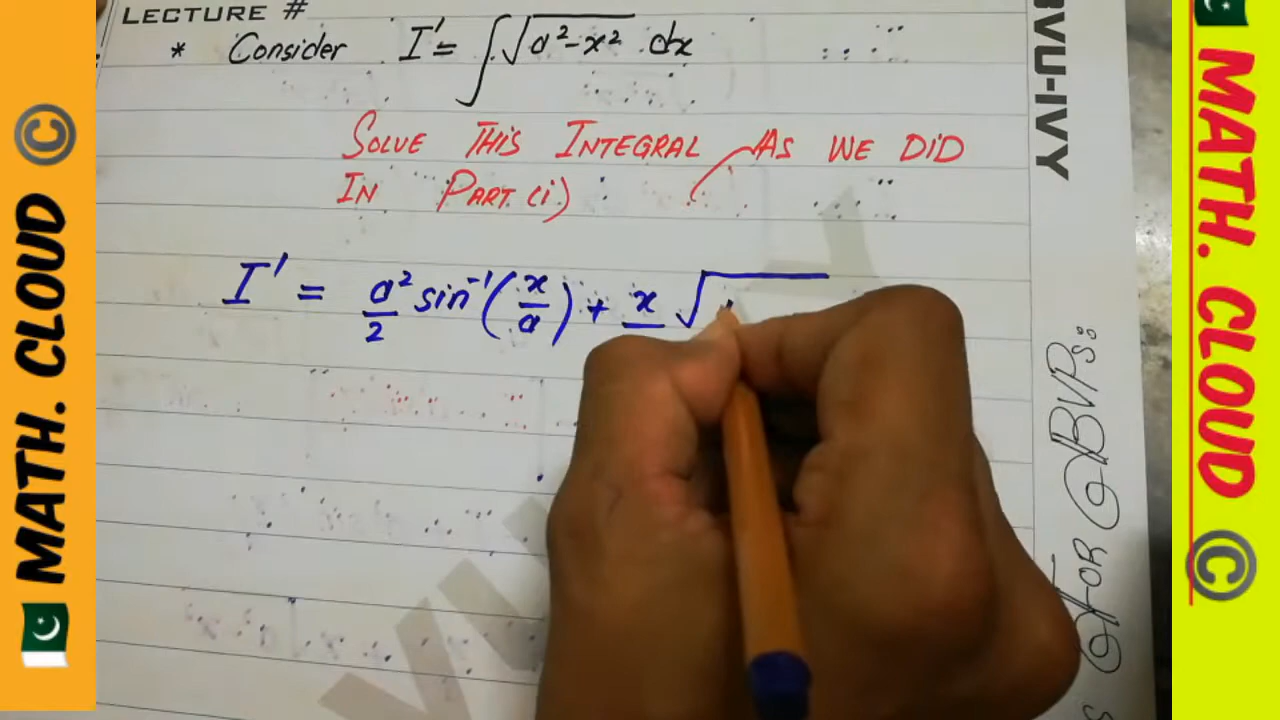 LECTURE #
* Consider I' = ∫√a²-x² dx
SOLVE THIS INTEGRAL AS WE DID
IN PART (i)
I' = a²/2 sin⁻¹(x/a) + x √
MATH. CLOUD ©
MATH. CLOUD ©
BVU-IVY
FOR @BVPS: